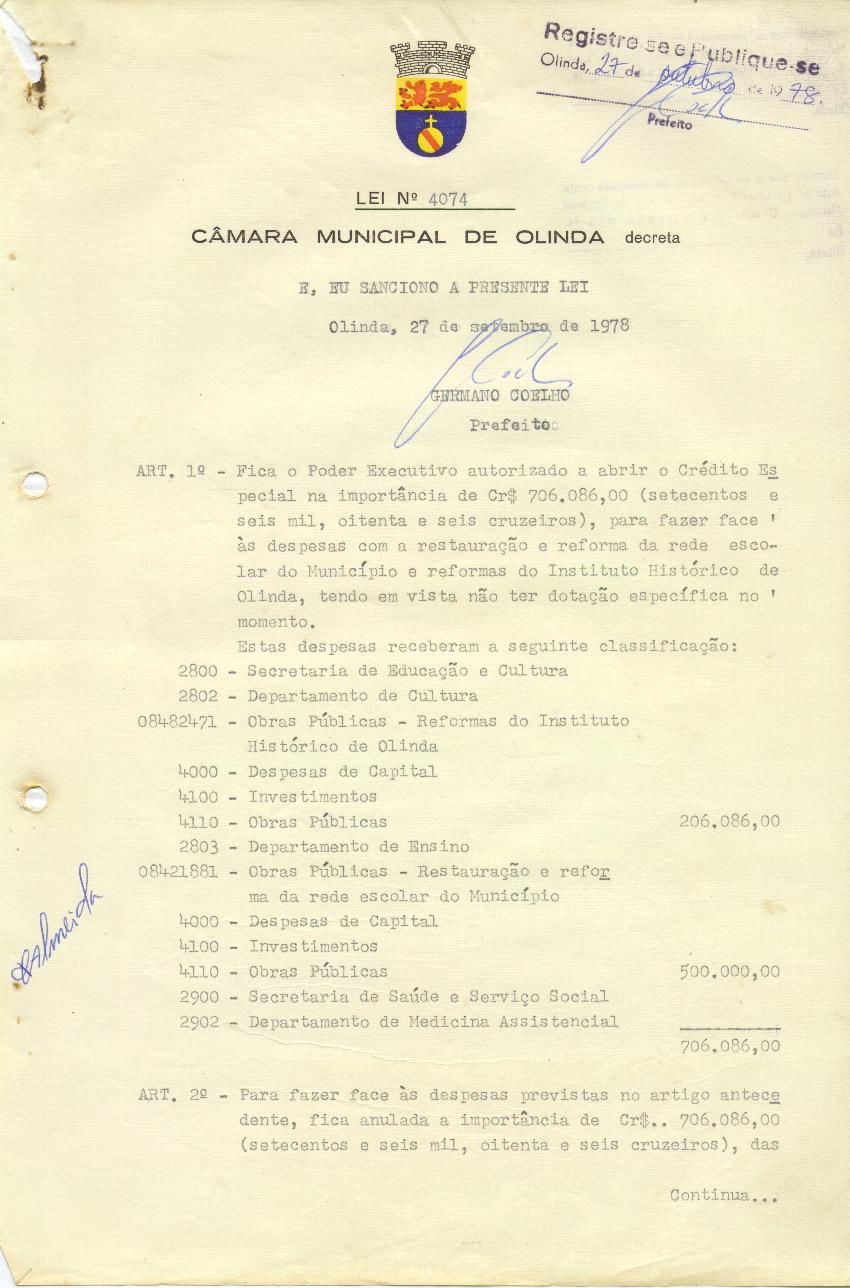 Registre-se e Publique-se
Olinda, 27 de outubro de 1978.
Prefeito
LEI Nº 4074
CÂMARA MUNICIPAL DE OLINDA decreta
E, EU SANCIONO A PRESENTE LEI
Olinda, 27 de setembro de 1978
GERMANO COELHO
Prefeito
ART. 1º - Fica o Poder Executivo autorizado a abrir o Crédito Es
pecial na importância de Cr$ 706.086,00 (setecentos e
seis mil, oitenta e seis cruzeiros), para fazer face '
às despesas com a restauração e reforma da rede esco-
lar do Município e reformas do Instituto Histórico de
Olinda, tendo em vista não ter dotação específica no '
momento.
Estas despesas receberam a seguinte classificação:
2800 - Secretaria de Educação e Cultura
2802 - Departamento de Cultura
08482471 - Obras Públicas - Reformas do Instituto
Histórico de Olinda
4000 - Despesas de Capital
4100 - Investimentos
4110 - Obras Públicas 206.086,00
2803 - Departamento de Ensino
08421881 - Obras Públicas - Restauração e refor
ma da rede escolar do Município
4000 - Despesas de Capital
4100 - Investimentos
4110 - Obras Públicas 500.000,00
2900 - Secretaria de Saúde e Serviço Social
2902 - Departamento de Medicina Assistencial
706.086,00
ART. 2º - Para fazer face às despesas previstas no artigo antece
dente, fica anulada a importância de Cr$.. 706.086,00
(setecentos e seis mil, oitenta e seis cruzeiros), das
Continua...